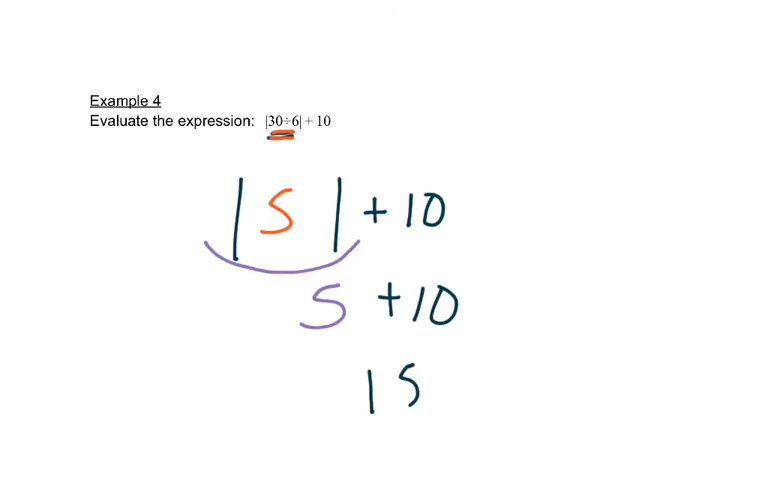 Example 4
Evaluate the expression: |30÷6| + 10
|5| + 10
5 + 10
15